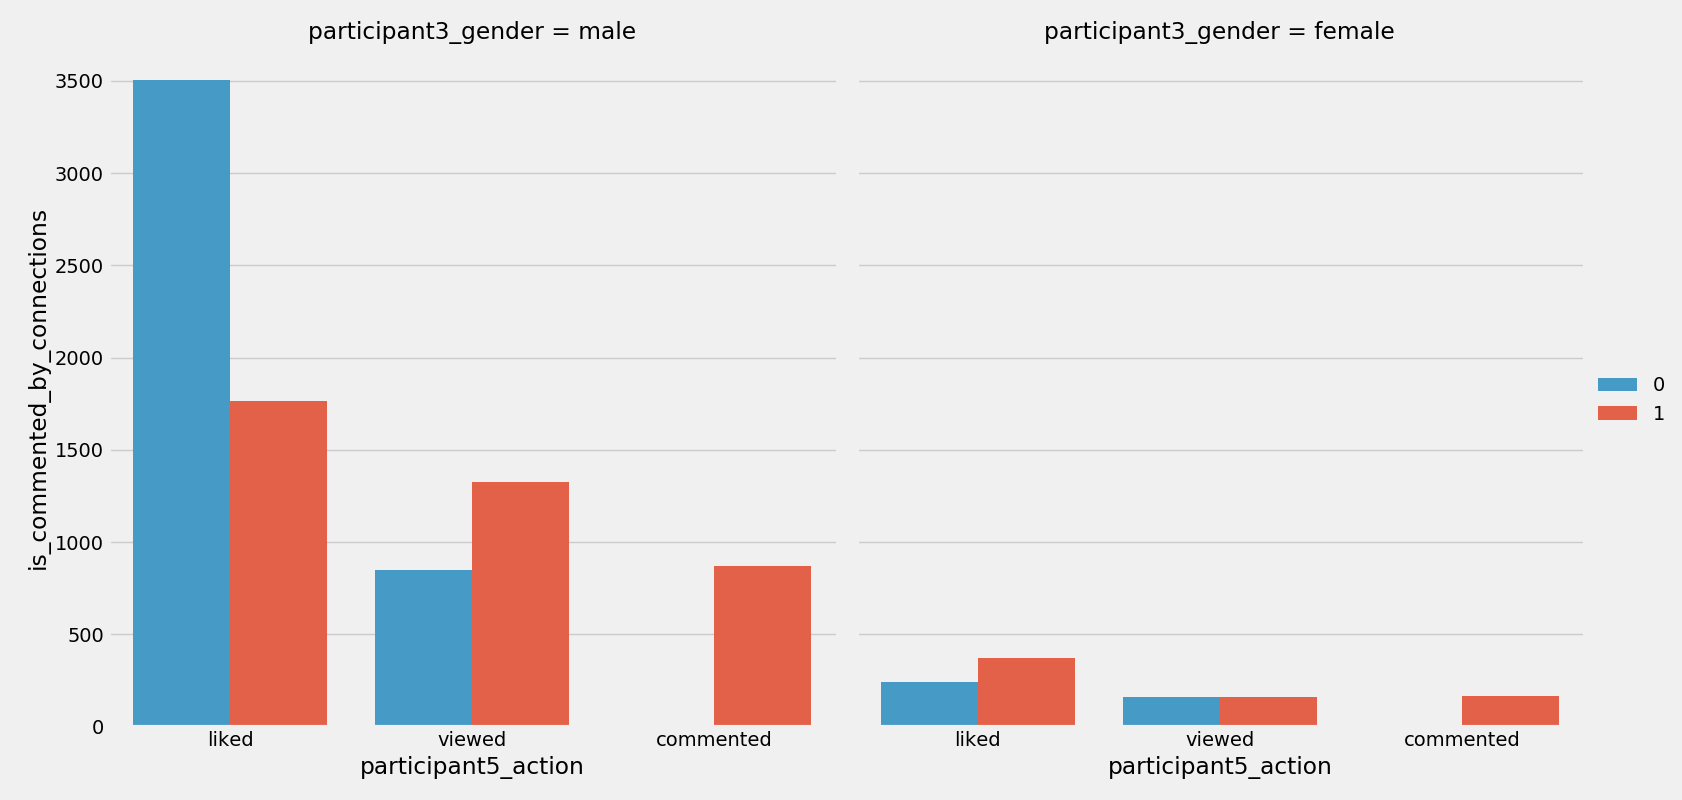 participant3_gender = male
participant3_gender = female
is_commented_by_connections
3500
3000
2500
2000
1500
1000
500
0
liked viewed commented
liked viewed commented
participant5_action
participant5_action
0
1